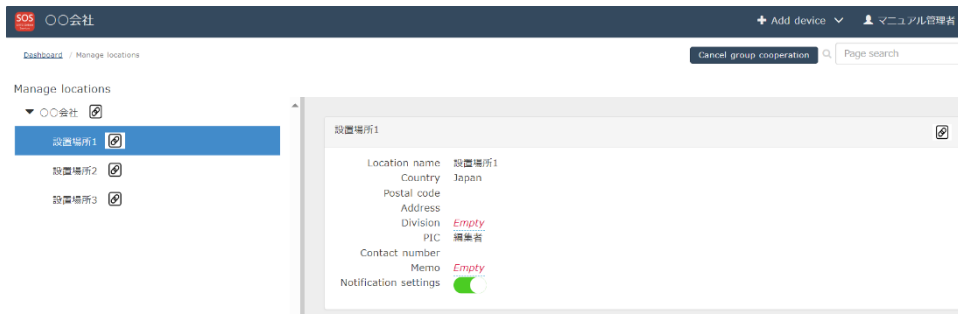 SOS ○○会社 Add device マニュアル管理者
Dashboard / Manage locations Cancel group cooperation Page search
Manage locations
○○会社
設置場所1
設置場所2
設置場所3
設置場所1
Location name 設置場所1
Country Japan
Postal code
Address
Division Empty
PIC 編集者
Contact number
Memo Empty
Notification settings